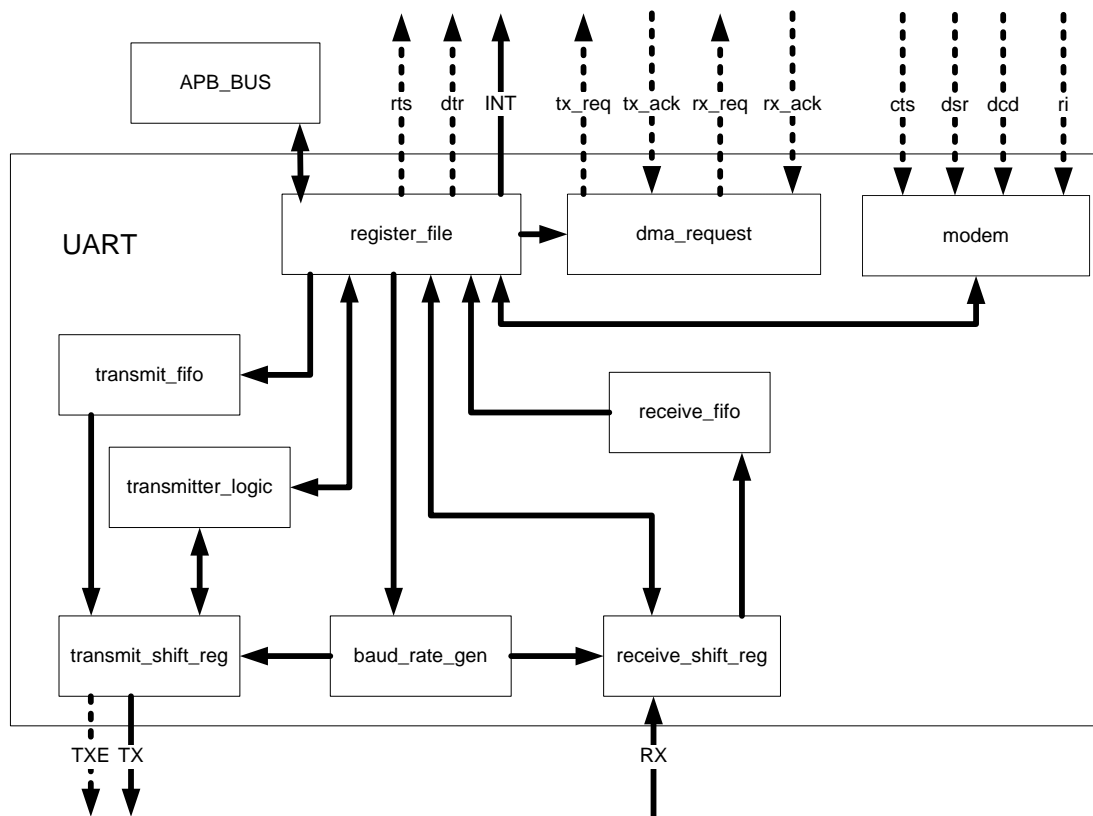 APB_BUS
rts
dtr
INT
tx_req
tx_ack
rx_req
rx_ack
cts
dsr
dcd
ri
UART
register_file
dma_request
modem
transmit_fifo
receive_fifo
transmitter_logic
transmit_shift_reg
baud_rate_gen
receive_shift_reg
TXE
TX
RX